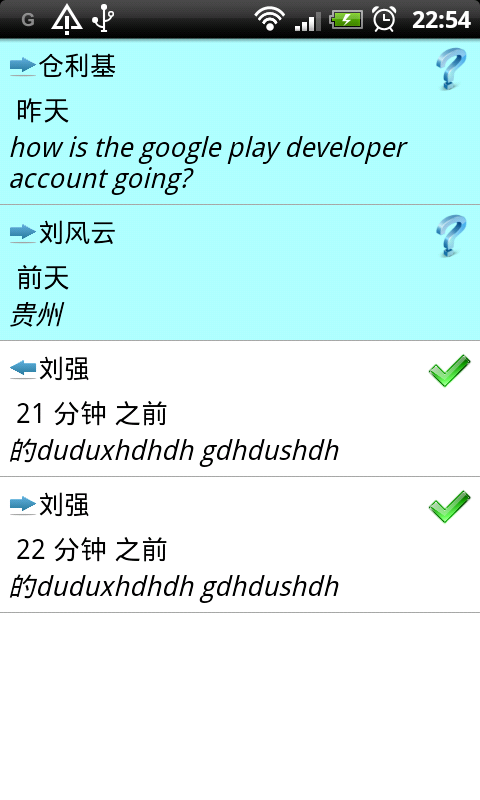 G 22:54
仓利基
昨天
how is the google play developer
account going?
刘风云
前天
贵州
刘强
21 分钟 之前
的duduxhdhdh gdhdushdh
刘强
22 分钟 之前
的duduxhdhdh gdhdushdh